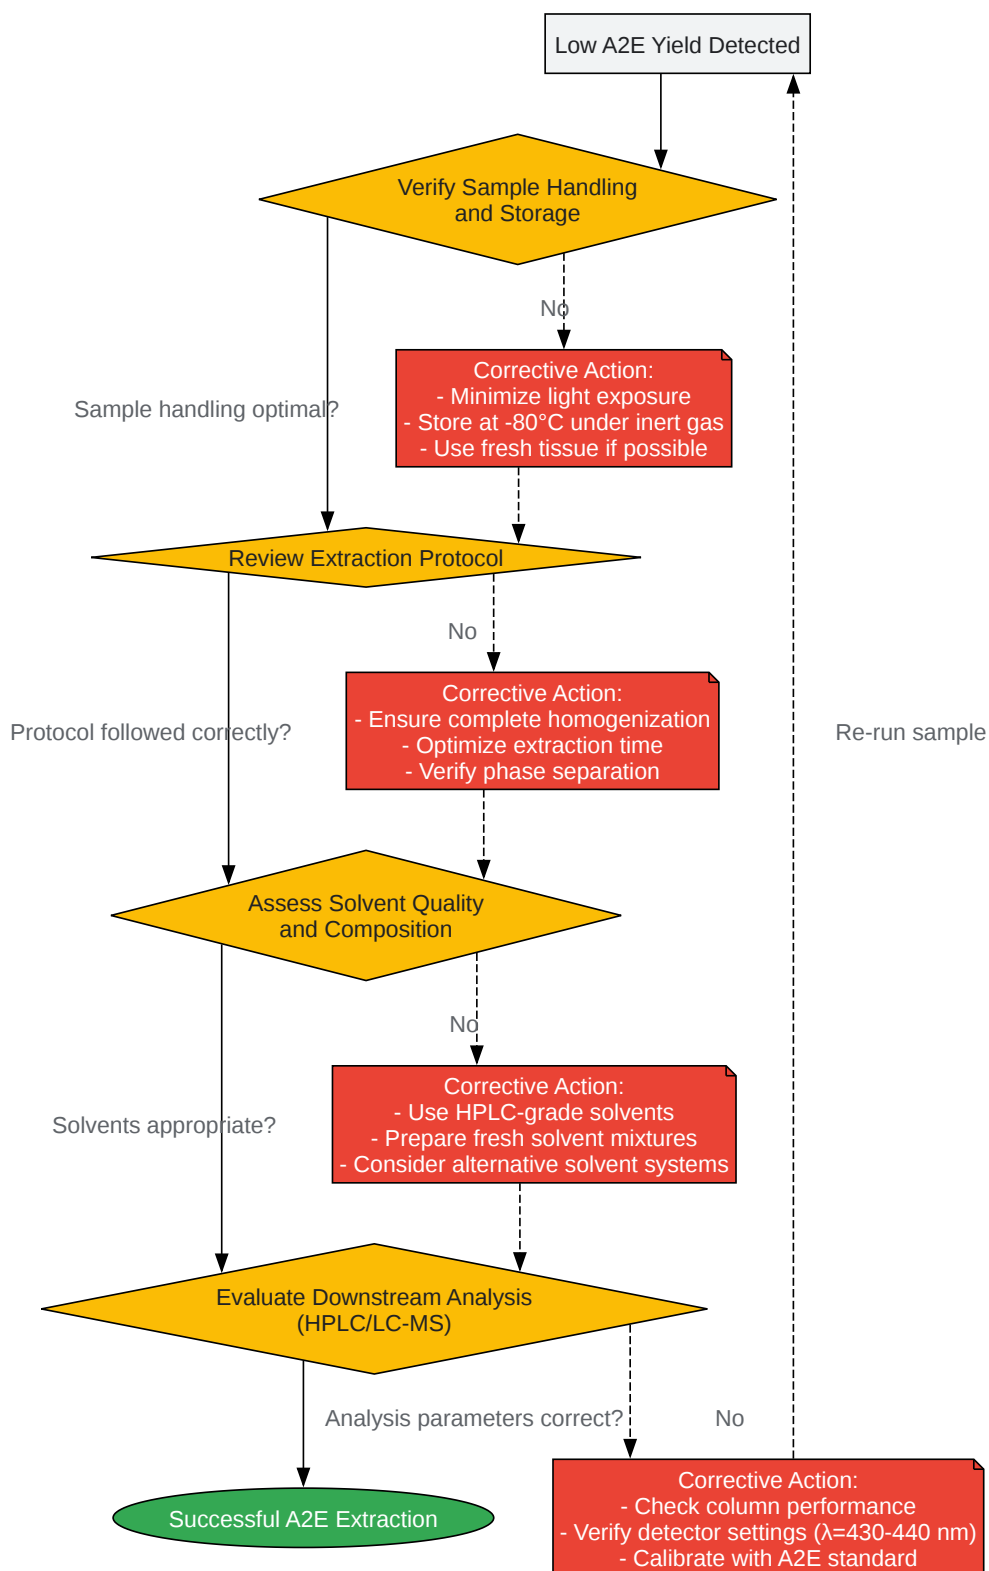 Low A2E Yield Detected
Verify Sample Handling
and Storage
No
Corrective Action:
- Minimize light exposure
- Store at -80°C under inert gas
- Use fresh tissue if possible
Sample handling optimal?
Review Extraction Protocol
No
Corrective Action:
- Ensure complete homogenization
- Optimize extraction time
- Verify phase separation
Protocol followed correctly?
Re-run sample
Assess Solvent Quality
and Composition
No
Corrective Action:
- Use HPLC-grade solvents
- Prepare fresh solvent mixtures
- Consider alternative solvent systems
Solvents appropriate?
Evaluate Downstream Analysis
(HPLC/LC-MS)
Analysis parameters correct?
No
Successful A2E Extraction
Corrective Action:
- Check column performance
- Verify detector settings (λ=430-440 nm)
- Calibrate with A2E standard